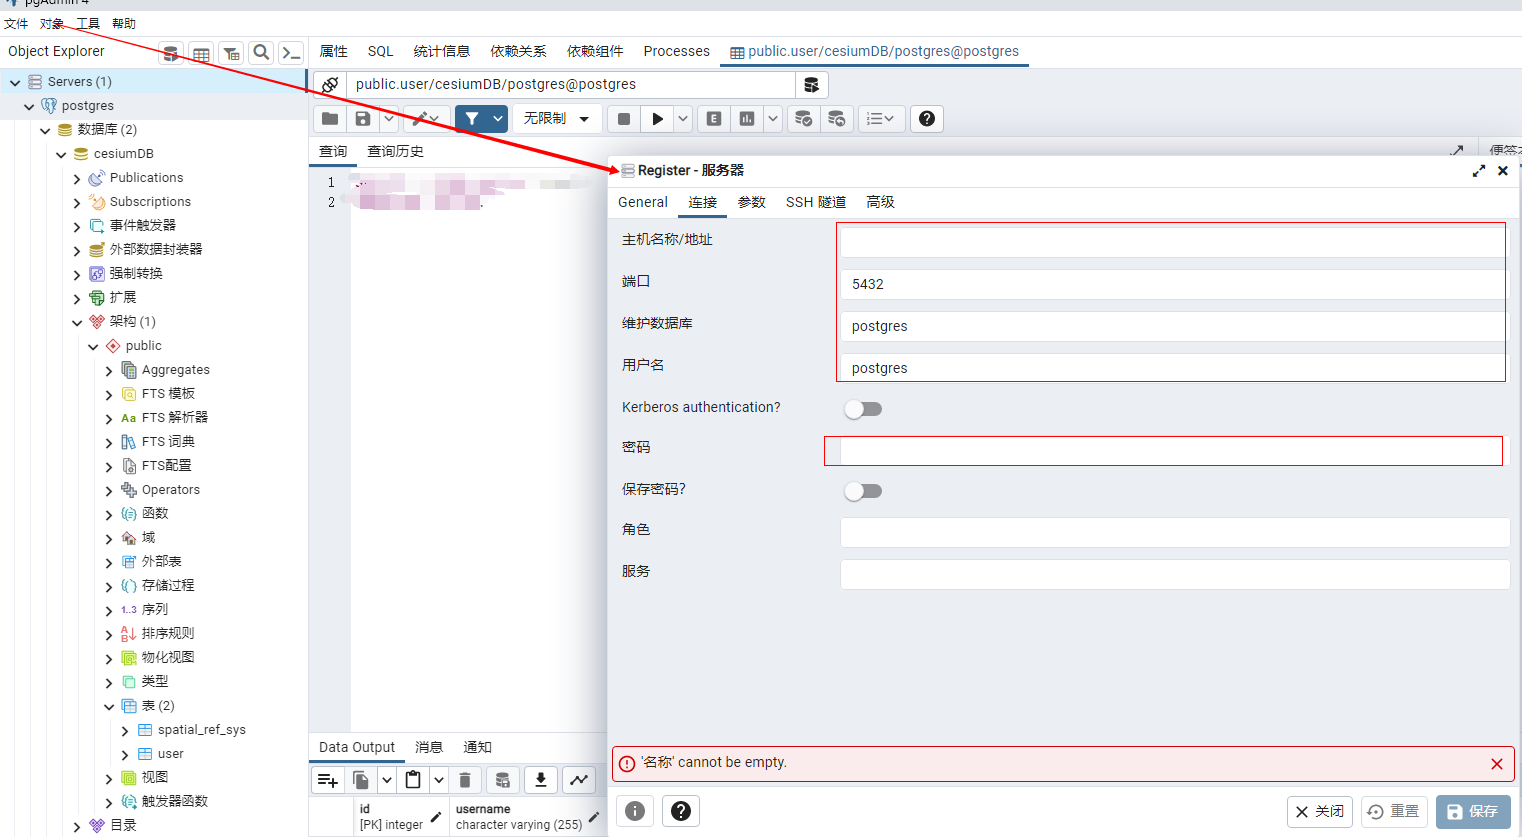 pgAdmin 4
文件 对象 工具 帮助
Object Explorer
Servers (1)
postgres
数据库 (2)
cesiumDB
Publications
Subscriptions
事件触发器
外部数据封装器
强制转换
扩展
架构 (1)
public
Aggregates
FTS 模板
Aa FTS 解析器
FTS 词典
FTS配置
Operators
函数
域
外部表
存储过程
1..3 序列
排序规则
物化视图
类型
表 (2)
spatial_ref_sys
user
视图
触发器函数
目录
属性 SQL 统计信息 依赖关系 依赖组件 Processes public.user/cesiumDB/postgres@postgres
public.user/cesiumDB/postgres@postgres
无限制
查询 查询历史
1
2
Register - 服务器
General 连接 参数 SSH 隧道 高级
主机名称/地址
端口 5432
维护数据库 postgres
用户名 postgres
Kerberos authentication?
密码
保存密码?
角色
服务
'名称' cannot be empty.
关闭 重置 保存
Data Output 消息 通知
id username
[PK] integer character varying (255)